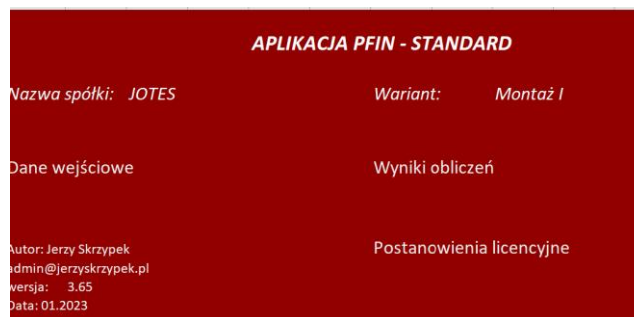 APLIKACJA PFIN - STANDARD
Nazwa spółki: JOTES Wariant: Montaż I
Dane wejściowe Wyniki obliczeń
Autor: Jerzy Skrzypek Postanowienia licencyjne
admin@jerzyskrzypek.pl
wersja: 3.65
Data: 01.2023